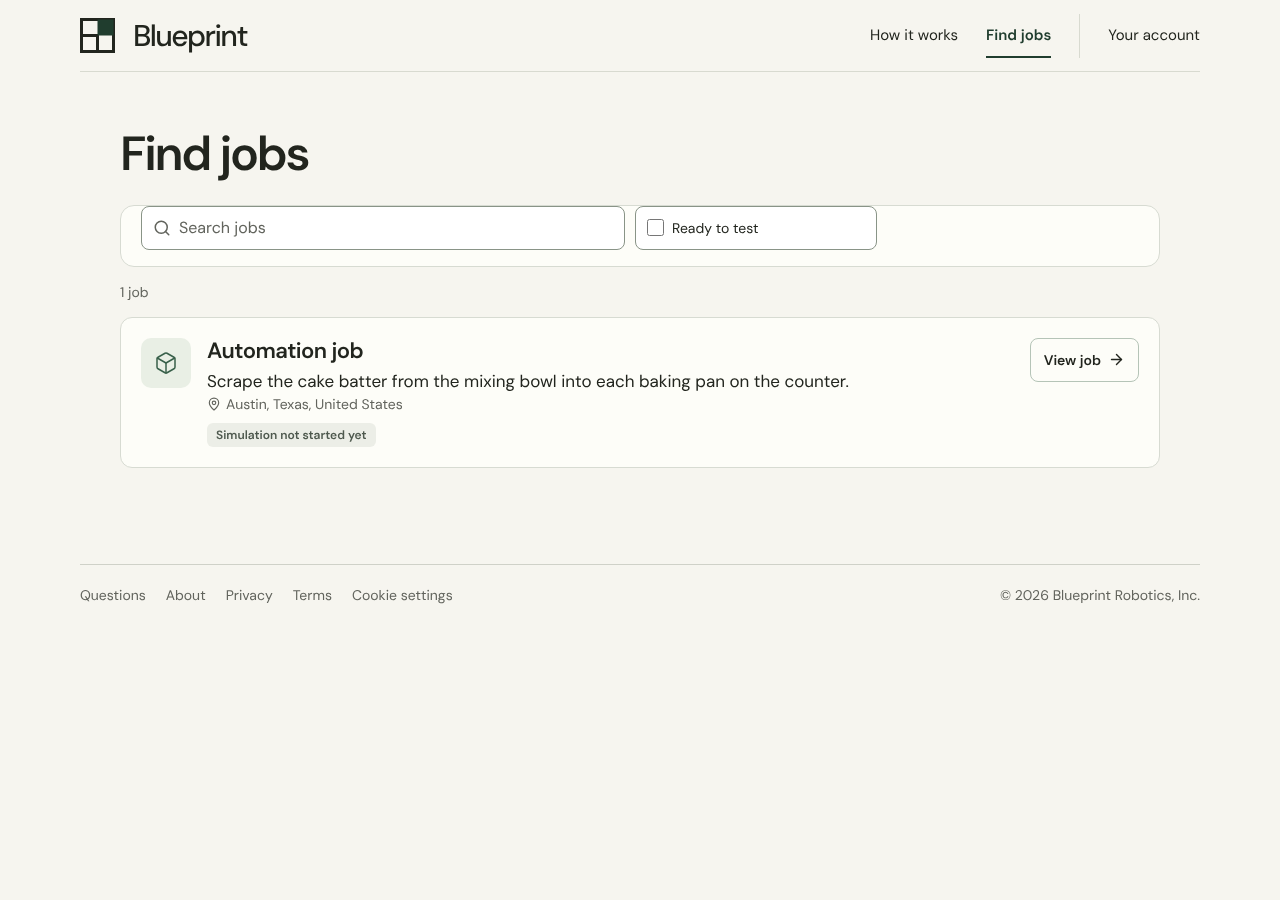 Blueprint
How it works
Find jobs
Your account
Find jobs
Search jobs
Ready to test
1 job
Automation job
Scrape the cake batter from the mixing bowl into each baking pan on the counter.
Austin, Texas, United States
Simulation not started yet
View job
Questions
About
Privacy
Terms
Cookie settings
© 2026 Blueprint Robotics, Inc.